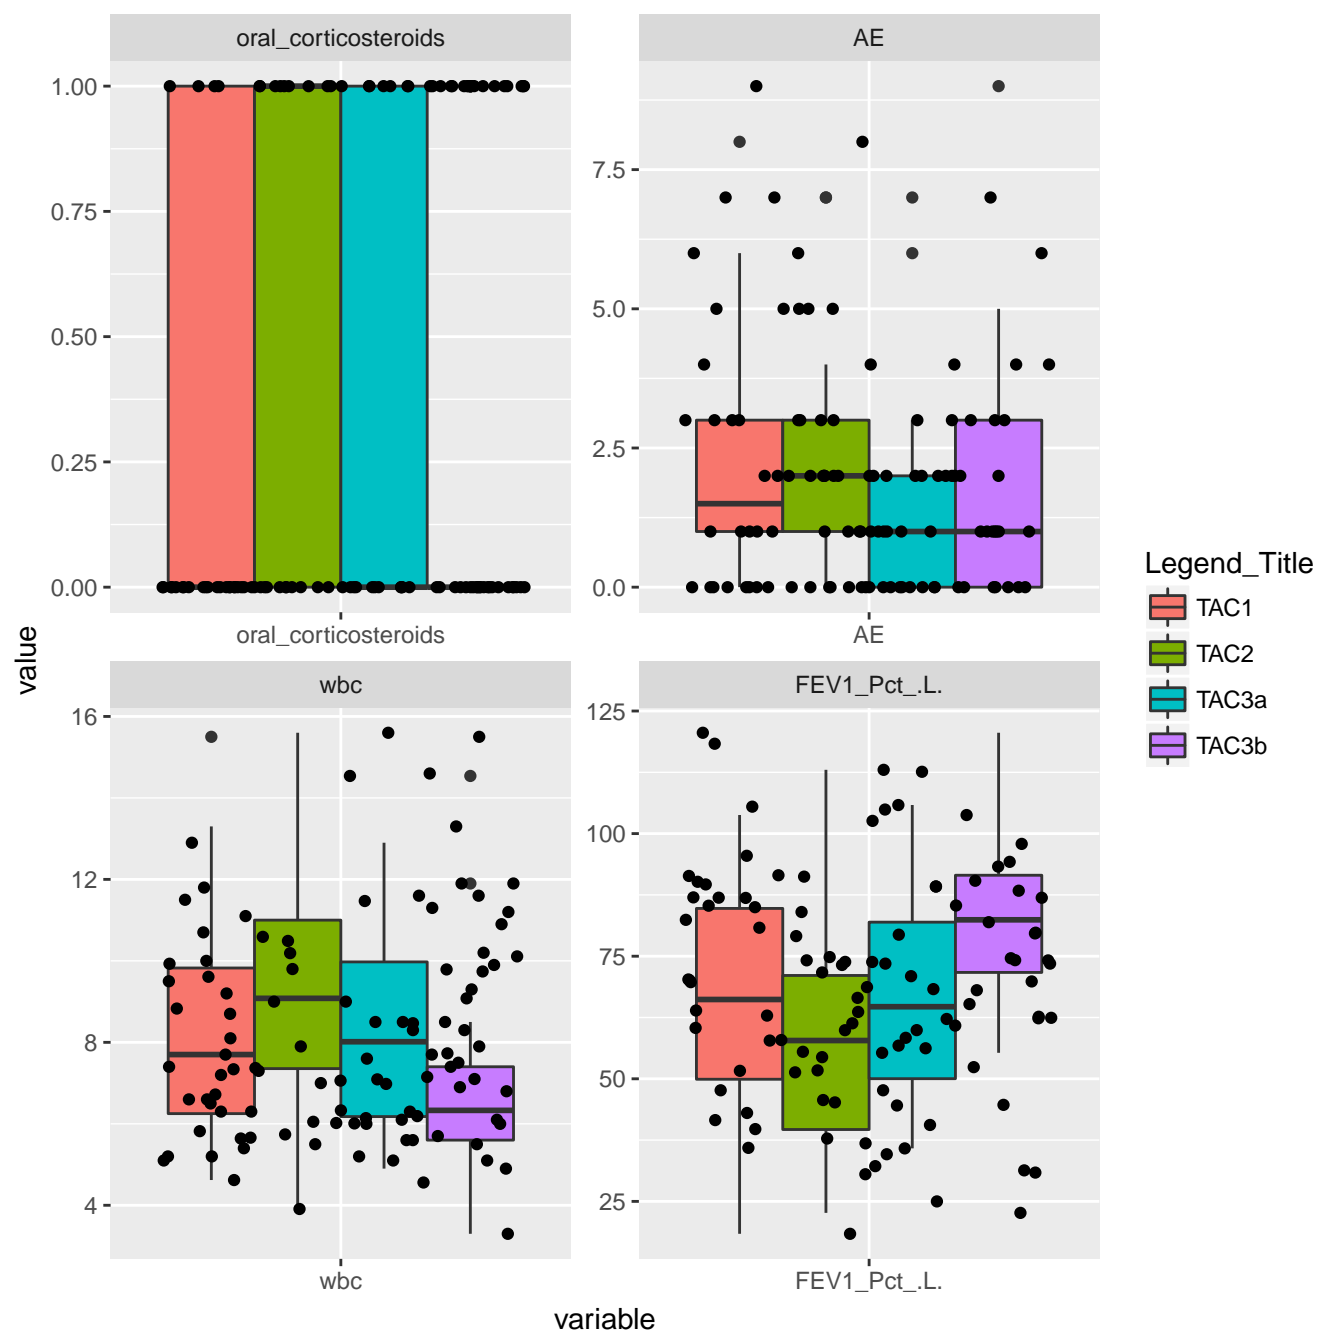 oral_corticosteroids
AE
1.00
0.75
0.50
0.25
0.00
7.5
5.0
2.5
0.0
oral_corticosteroids
AE
value
wbc
FEV1_Pct_.L.
16
12
8
4
125
100
75
50
25
wbc
FEV1_Pct_.L.
variable
Legend_Title
TAC1
TAC2
TAC3a
TAC3b